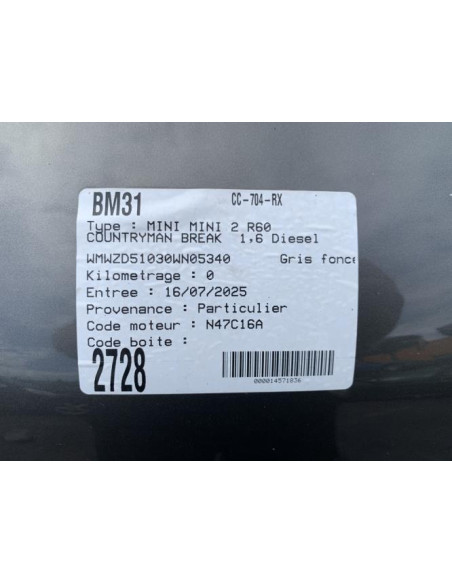 BM31 CC-704-RX
Type : MINI MINI 2 R60
COUNTRYMAN BREAK 1,6 Diesel
WMWZD51030WN05340 Gris fonce
Kilometrage : 0
Entree : 16/07/2025
Provenance : Particulier
Code moteur : N47C16A
Code boite :
2728
000014571836